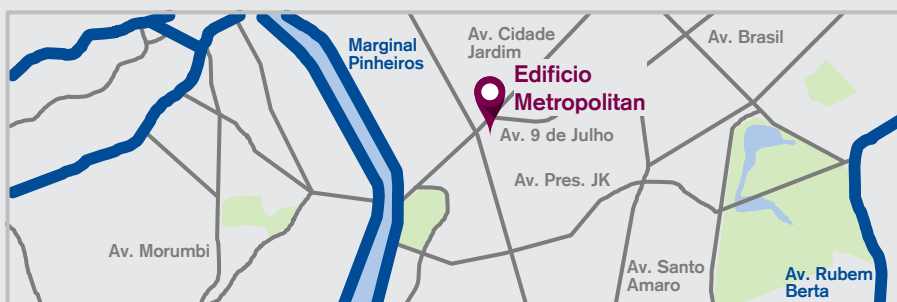 Av. Cidade
Jardim
Av. Brasil
Marginal
Pinheiros
Edificio
Metropolitan
Av. 9 de Julho
Av. Pres. JK
Av. Morumbi
Av. Santo
Amaro
Av. Rubem
Berta